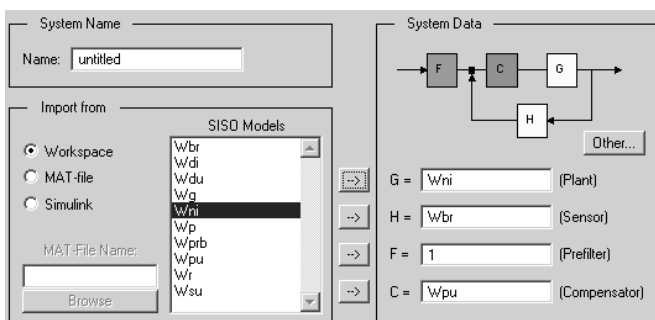 System Name
Name: untitled
Import from
Workspace
MAT-file
Simulink
MAT-File Name:
Browse
SISO Models
Wbr
Wdi
Wdu
Wg
Wni
Wp
Wprb
Wpu
Wr
Wsu
-->
-->
-->
-->
System Data
F
C
G
H
Other...
G = Wni (Plant)
H = Wbr (Sensor)
F = 1 (Prefilter)
C = Wpu (Compensator)